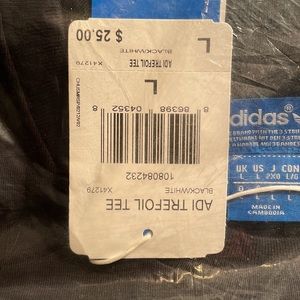 $ 25.00
L
BLACK/WHITE
ADI TREFOIL TEE
X41279
L
8 86398 04352 8
108084232
X41279
BLACK/WHITE
ADI TREFOIL TEE
adidas
UK US J CON
L L 2XO L/G
MADE IN
CAMBODIA